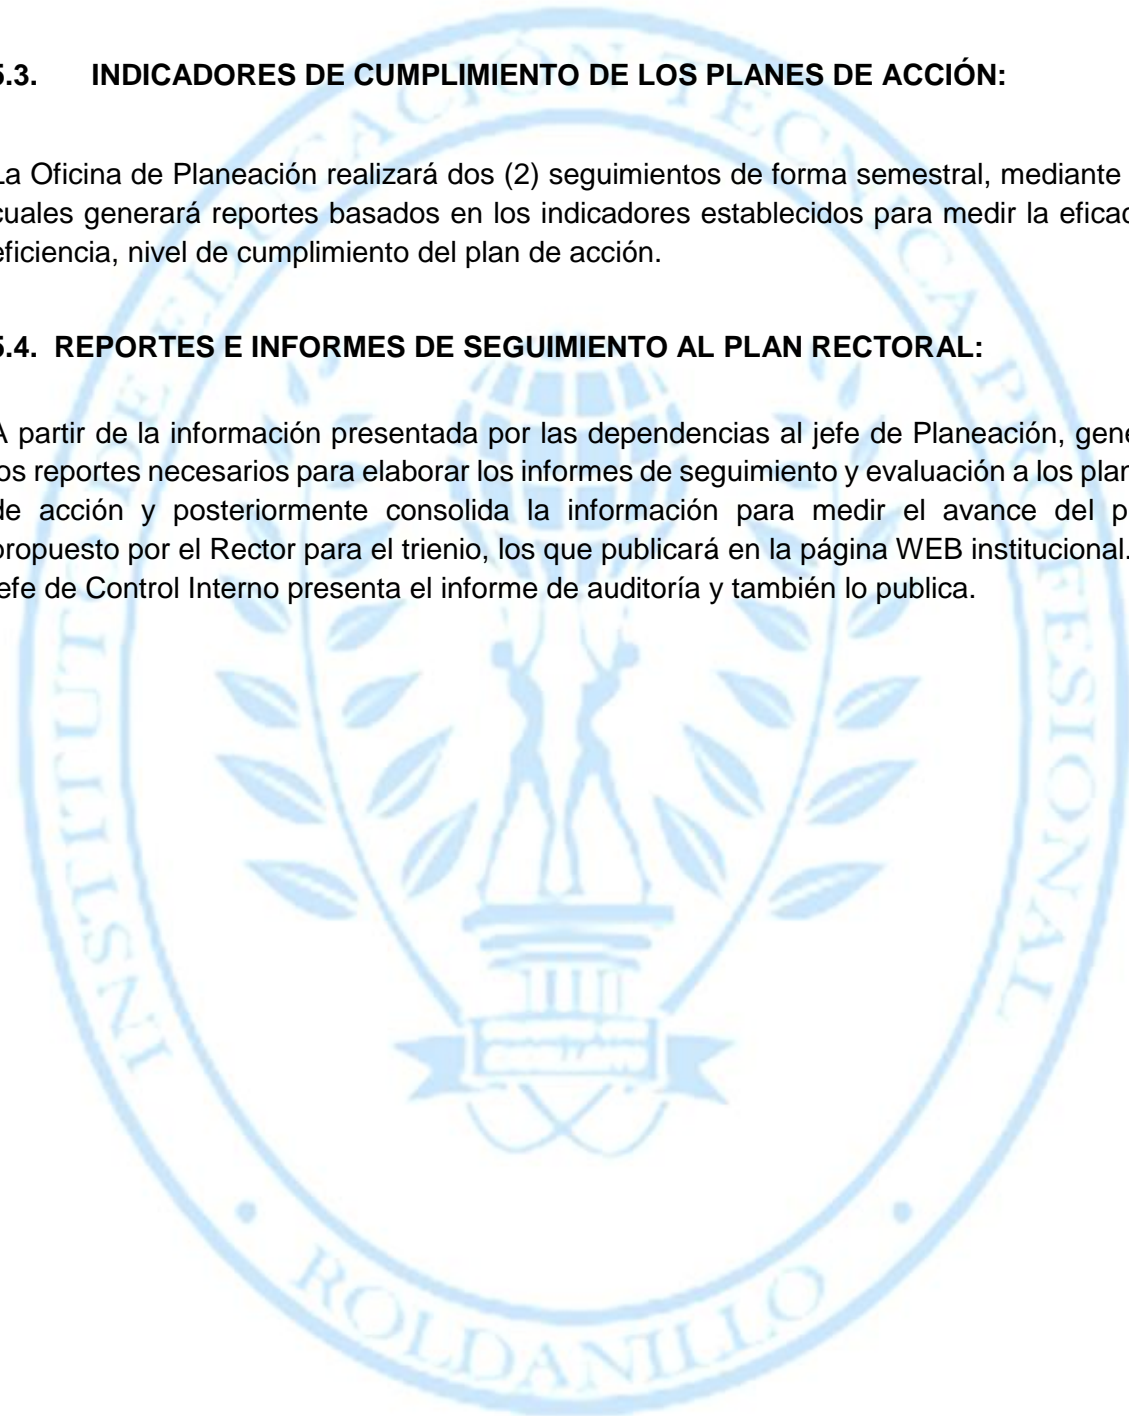 5.3. INDICADORES DE CUMPLIMIENTO DE LOS PLANES DE ACCIÓN:
La Oficina de Planeación realizará dos (2) seguimientos de forma semestral, mediante
cuales generará reportes basados en los indicadores establecidos para medir la
eficiencia, nivel de cumplimiento del plan de acción.
5.4. REPORTES E INFORMES DE SEGUIMIENTO AL PLAN RECTORAL:
A partir de la información presentada por las dependencias al jefe de Planeación,
los reportes necesarios para elaborar los informes de seguimiento y evaluación a los
de acción y posteriormente consolida la información para medir el avance del
propuesto por el Rector para el trienio, los que publicará en la página WEB institucional.
jefe de Control Interno presenta el informe de auditoría y también lo publica.
INSTITUTO DE EDUCACIÓN TECNICA PROFESIONAL
• ROLDANILLO •